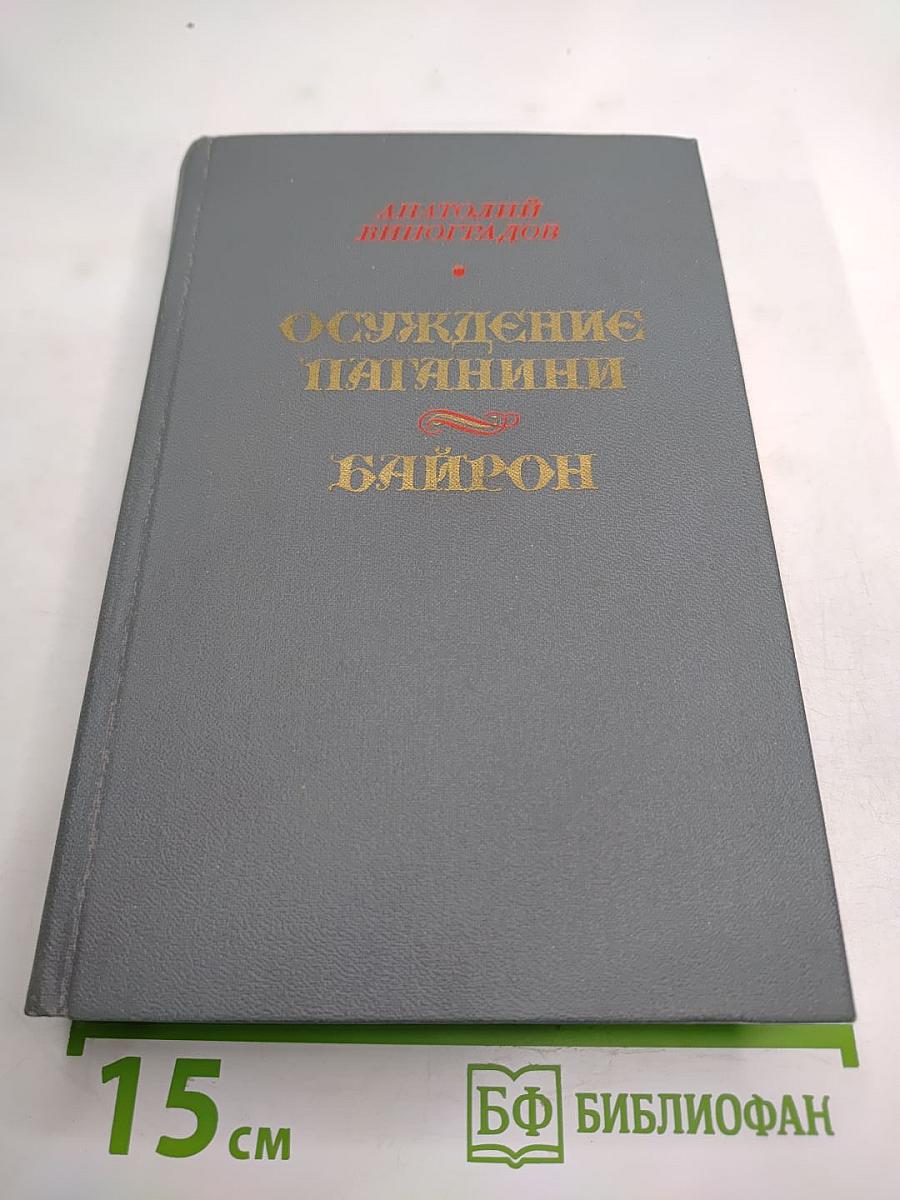 АНАТОЛИЙ
ВИНОГРАДОВ
ОСУЖДЕНИЕ
ПАГАНИНИ
БАЙРОН
15 см
БФ БИБЛИОФАН